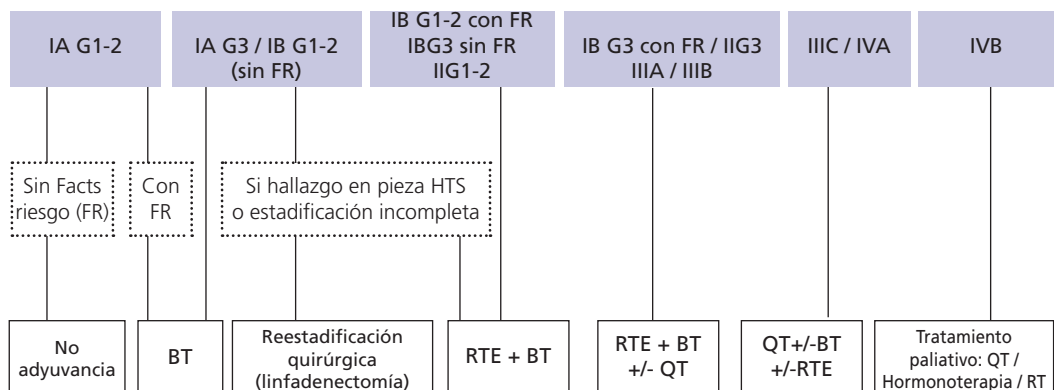 IA G1-2
IA G3 / IB G1-2
(sin FR)
IB G1-2 con FR
IBG3 sin FR
IIG1-2
IB G3 con FR / IIG3
IIIA / IIIB
IIIC / IVA
IVB
Sin Facts
riesgo (FR)
Con
FR
Si hallazgo en pieza HTS
o estadificación incompleta
No
adyuvancia
BT
Reestadificación
quirúrgica
(linfadenectomía)
RTE + BT
RTE + BT
+/- QT
QT+/-BT
+/-RTE
Tratamiento
paliativo: QT /
Hormonoterapia / RT